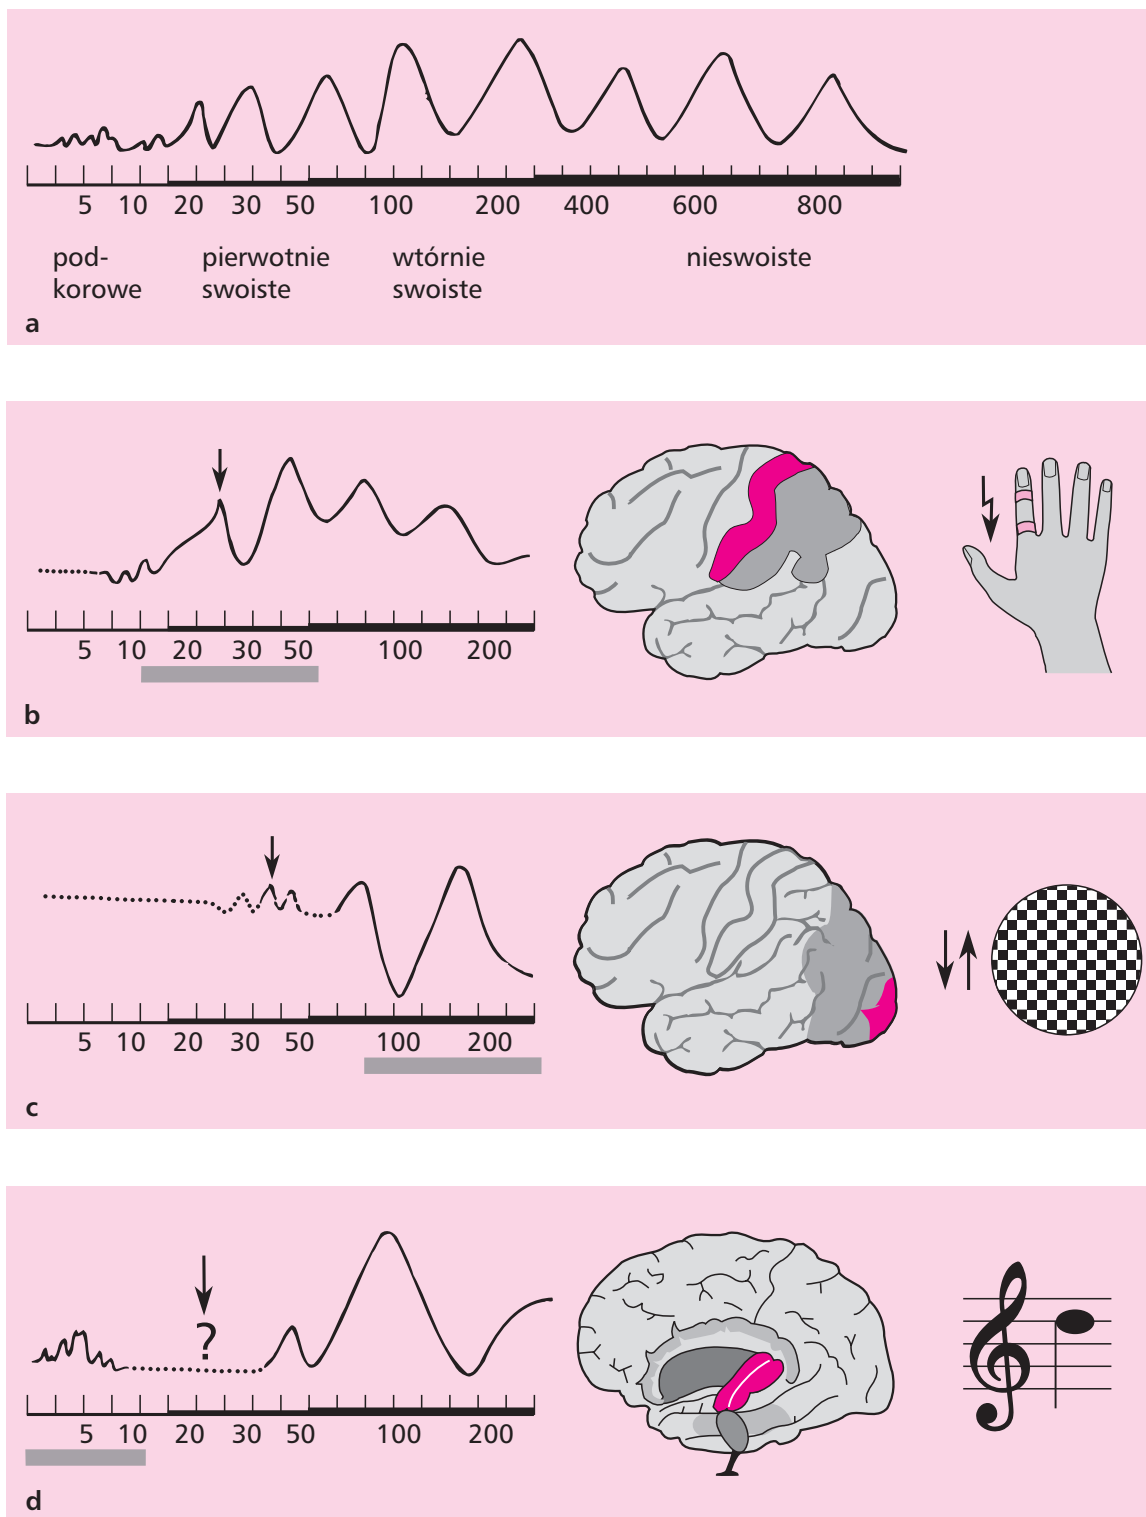 5 10 20 30 50 100 200 400 600 800
pod- pierwotnie wtórnie nieswoiste
korowe swoiste swoiste
a
5 10 20 30 50 100 200
b
5 10 20 30 50 100 200
c
?
5 10 20 30 50 100 200
d